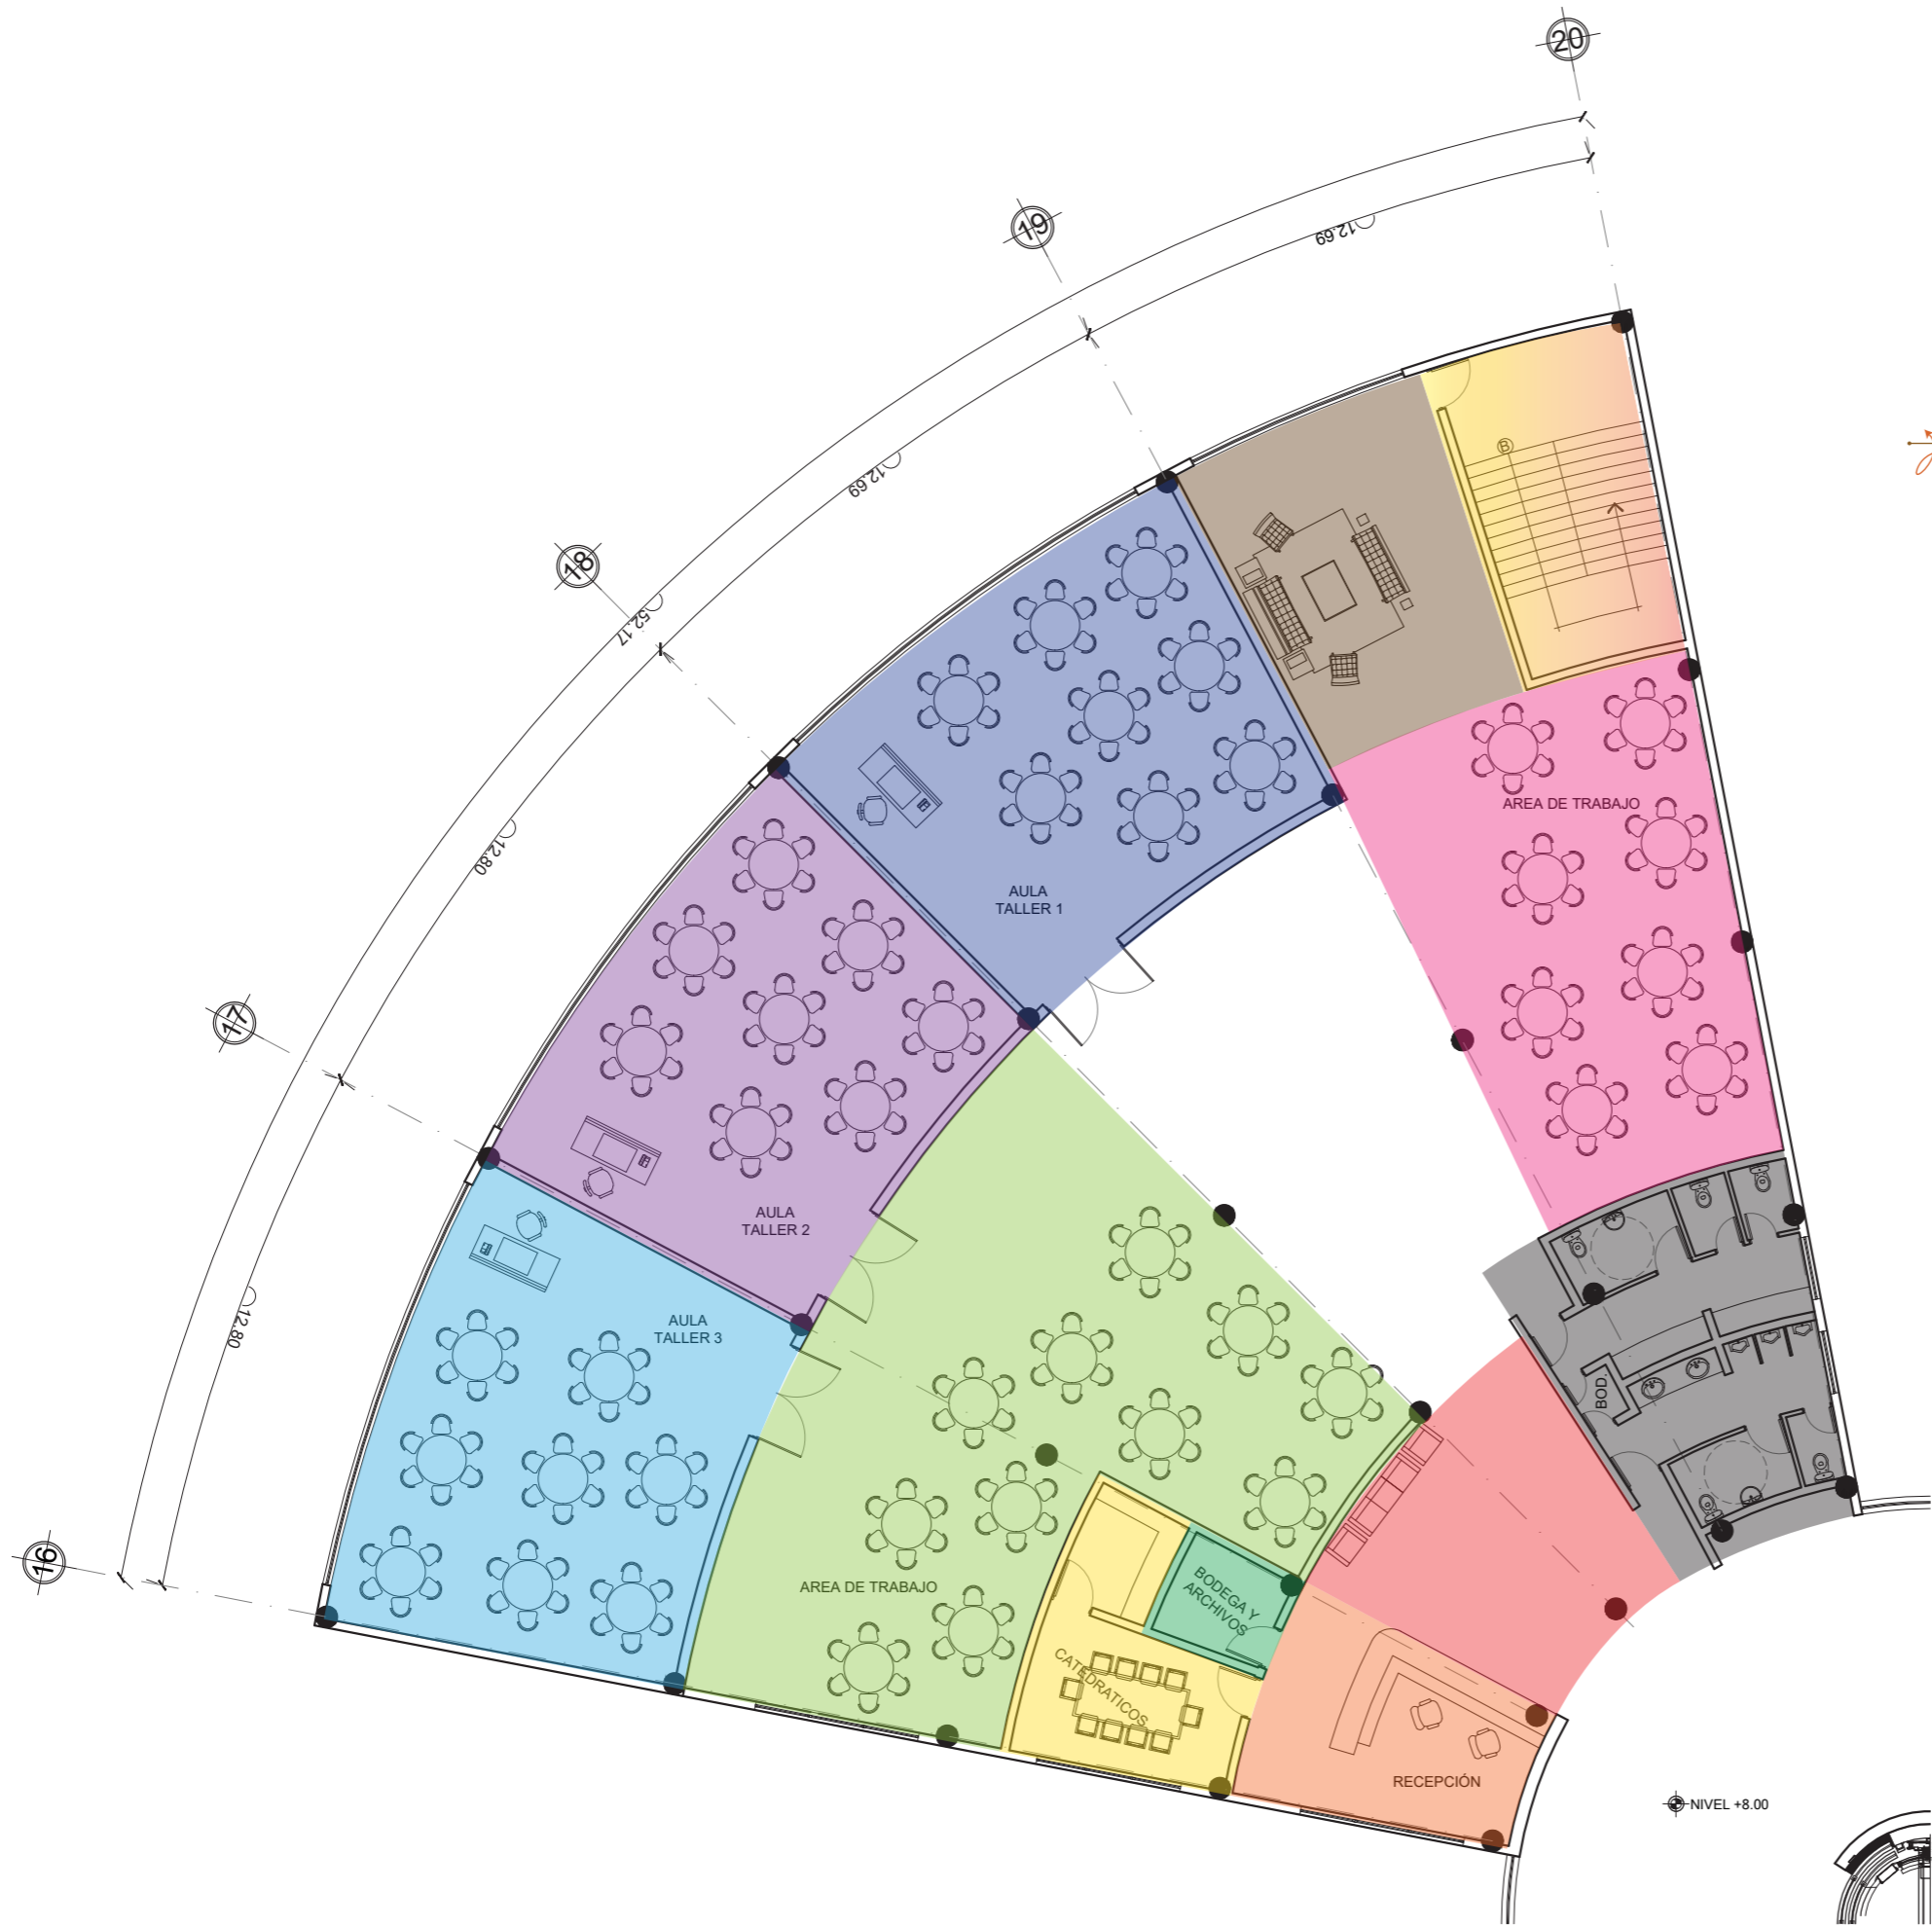 20
19
12.69
18
B
12.69
52.17
AREA DE TRABAJO
12.80
AULA
TALLER 1
17
AULA
TALLER 2
12.80
AULA
TALLER 3
BOD.
16
AREA DE TRABAJO
BODEGA Y
ARCHIVOS
CATEDRATICOS
RECEPCIÓN
NIVEL +8.00